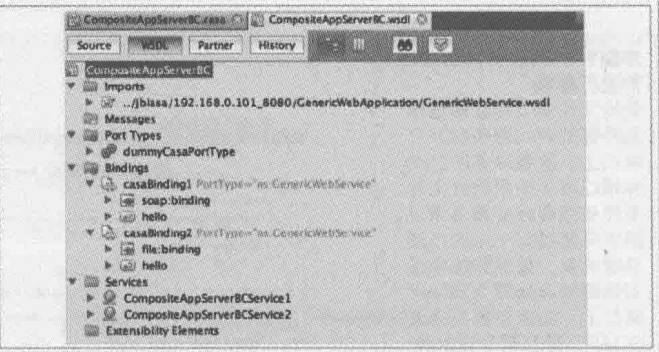 CompositeAppServerBC.casa CompositeAppServerBC.wsdl
Source WSDL Partner History
CompositeAppServerBC
Imports
../jbiasa/192.168.0.101_8080/GenericWebApplication/GenericWebService.wsdl
Messages
Port Types
dummyCasaPortType
Bindings
casaBinding1 PortType="ns:GenericWebService"
soap:binding
hello
casaBinding2 PortType="ns:GenericWebService"
file:binding
hello
Services
CompositeAppServerBCService1
CompositeAppServerBCService2
Extensibility Elements